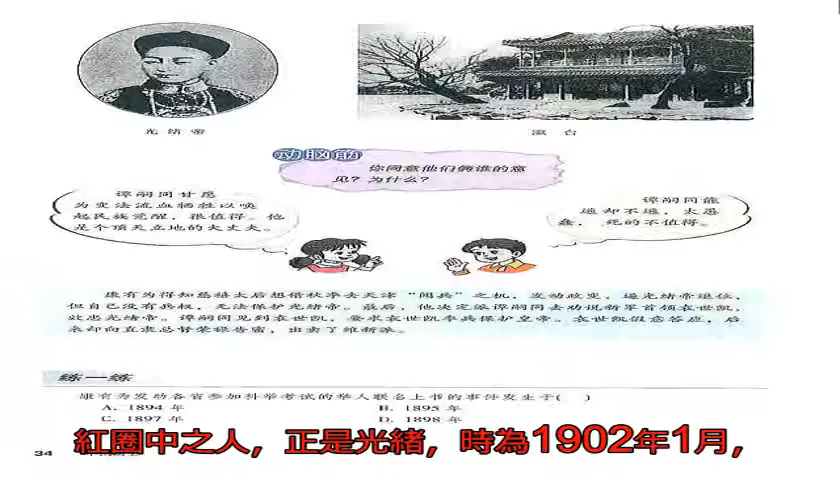 光绪帝
瀛台
动脑筋
你同意他们俩谁的意
见？为什么？
谭嗣同甘愿
为变法流血牺牲以唤
起民族觉醒，很值得。他
是个顶天立地的大丈夫。
谭嗣同能
逃却不逃，太愚
蠢，死的不值得。
康有为得知慈禧太后想借秋季去天津“阅兵”之机，发动政变，逼光绪帝退位，
但自己没有兵权，无法保护光绪帝。最后，他决定派谭嗣同去劝说新军首领袁世凯，
救出光绪帝。谭嗣同见到袁世凯，要求袁世凯率兵保护皇帝。袁世凯假意答应，后
来却向直隶总督荣禄告密，出卖了维新派。
练一练
康有为发动各省参加科举考试的举人联名上书的事件发生于(　)
A. 1894 年
B. 1895 年
C. 1897 年
D. 1898 年
紅圈中之人，正是光緒，時為1902年1月，
34